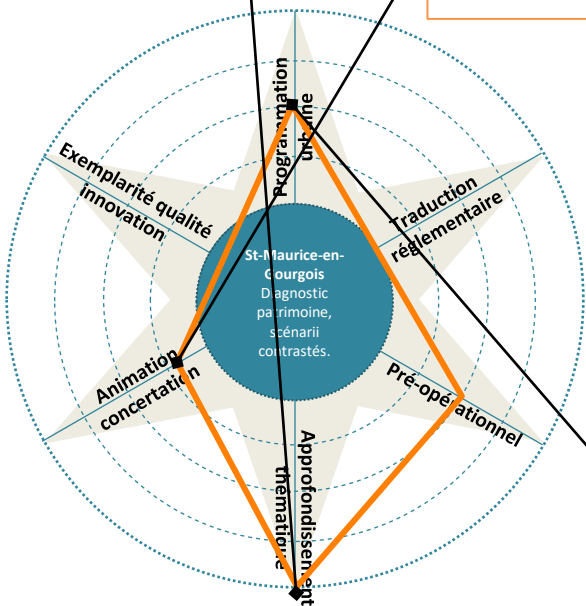 Programmation
urbaine
Exemplarité qualité
innovation
Traduction
réglementaire
St-Maurice-en-
Gourgois
Diagnostic
patrimoine,
scénarii
contrastés.
Animation
concertation
Pré-opérationnel
Approfondissement
thématique